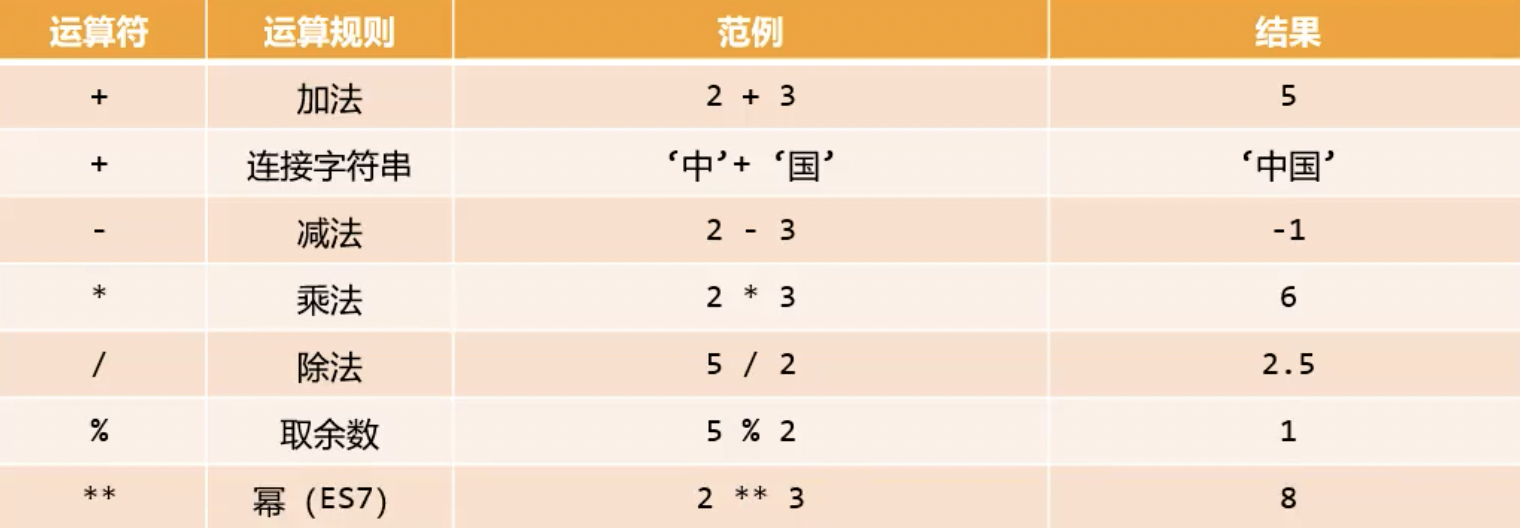 运算符 运算规则 范例 结果
+ 加法 2 + 3 5
+ 连接字符串 ‘中’+ ‘国’ ‘中国’
- 减法 2 - 3 -1
* 乘法 2 * 3 6
/ 除法 5 / 2 2.5
% 取余数 5 % 2 1
** 幂（ES7） 2 ** 3 8